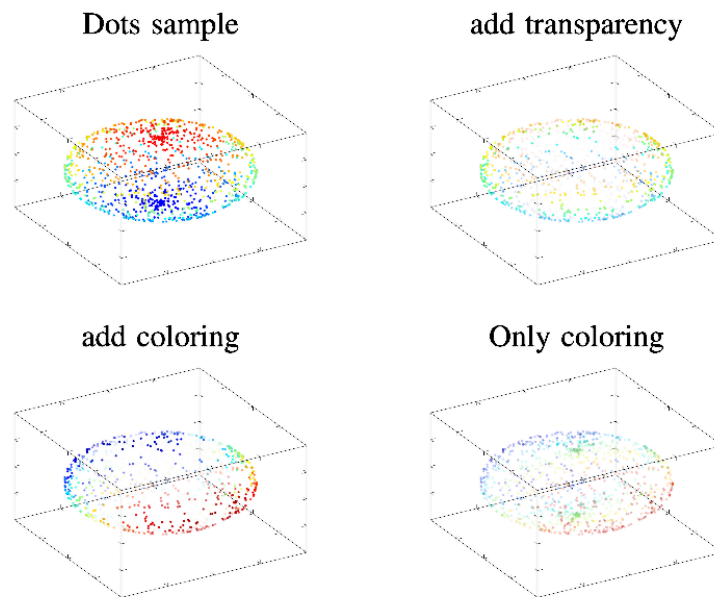 Dots sample
add transparency
add coloring
Only coloring